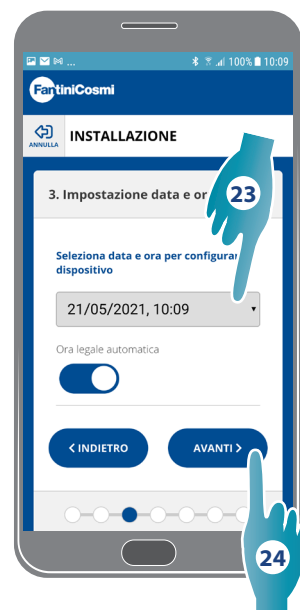 ... 100% 10:09
FantiniCosmi
ANNULLA INSTALLAZIONE
3. Impostazione data e or
23
Seleziona data e ora per configurar
dispositivo
21/05/2021, 10:09
Ora legale automatica
< INDIETRO AVANTI >
24